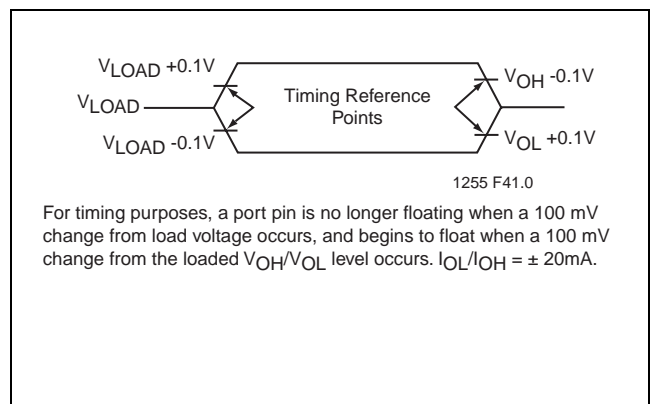 VLOAD +0.1V
VLOAD
VLOAD -0.1V
Timing Reference
Points
VOH -0.1V
VOL +0.1V
1255 F41.0
For timing purposes, a port pin is no longer floating when a 100 mV
change from load voltage occurs, and begins to float when a 100 mV
change from the loaded VOH/VOL level occurs. IOL/IOH = ± 20mA.